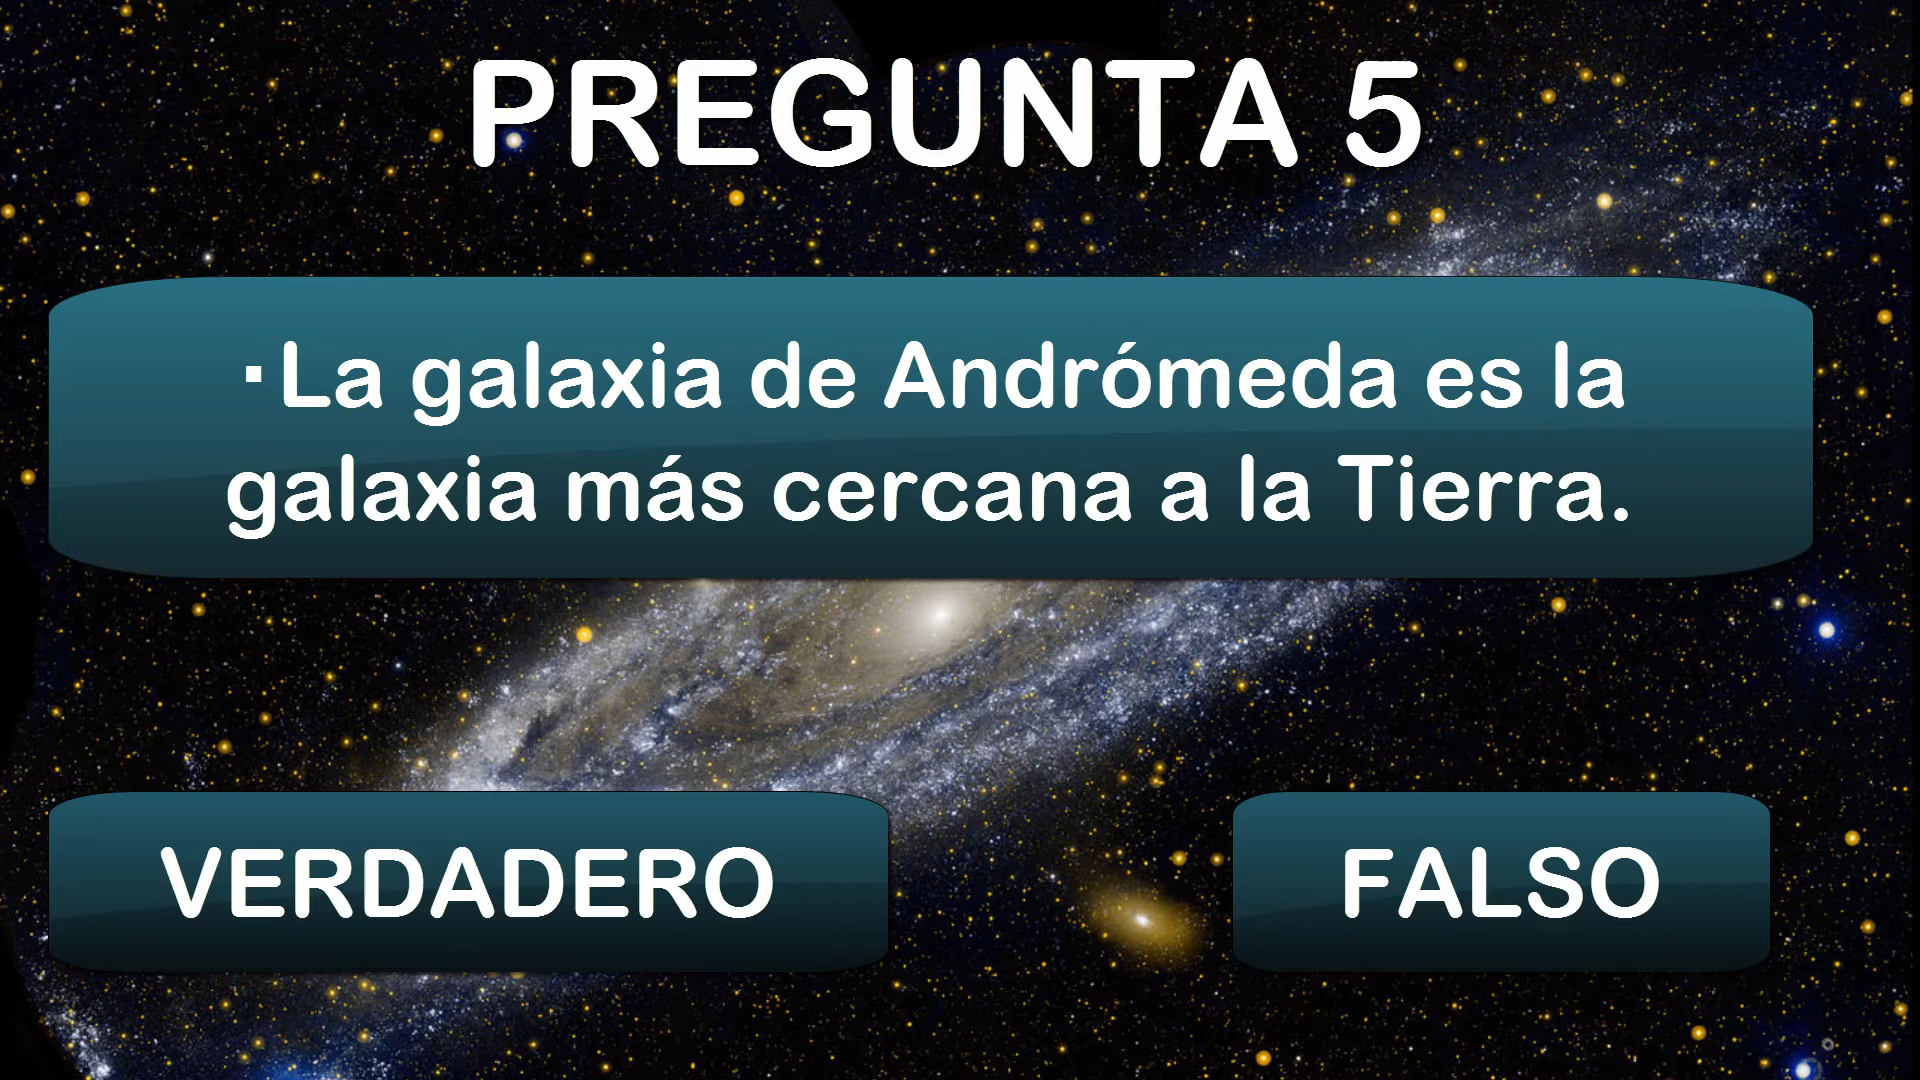 PREGUNTA 5
▪La galaxia de Andrómeda es la
galaxia más cercana a la Tierra.
VERDADERO
FALSO